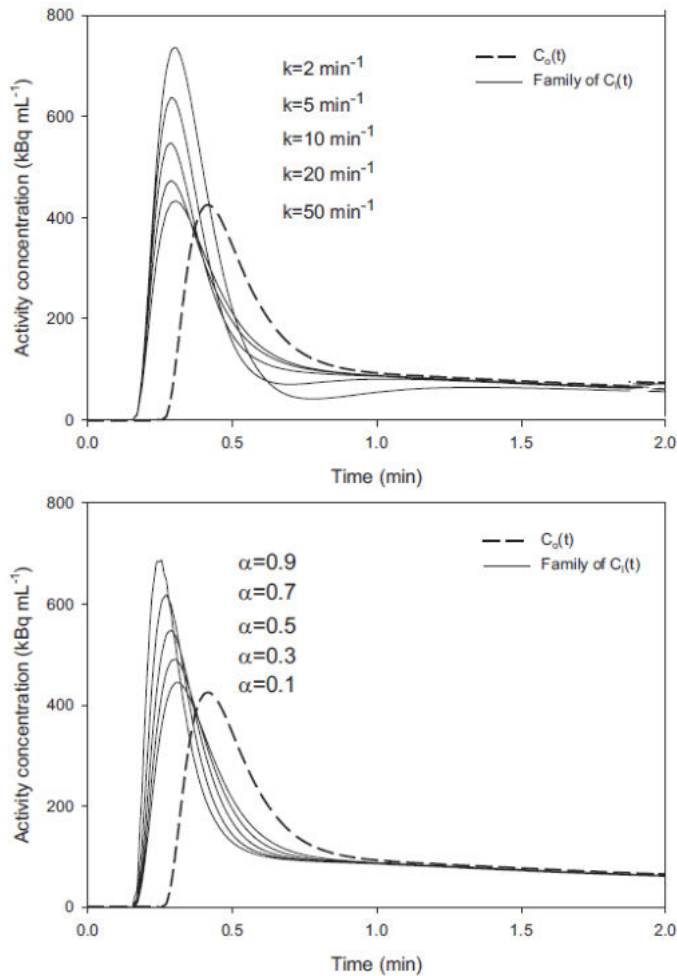 800
600
400
200
0
Activity concentration (kBq mL⁻¹)
k=2 min⁻¹
k=5 min⁻¹
k=10 min⁻¹
k=20 min⁻¹
k=50 min⁻¹
Cₒ(t)
Family of Cᵢ(t)
0.0 0.5 1.0 1.5 2.0
Time (min)
800
600
400
200
0
Activity concentration (kBq mL⁻¹)
α=0.9
α=0.7
α=0.5
α=0.3
α=0.1
Cₒ(t)
Family of Cᵢ(t)
0.0 0.5 1.0 1.5 2.0
Time (min)